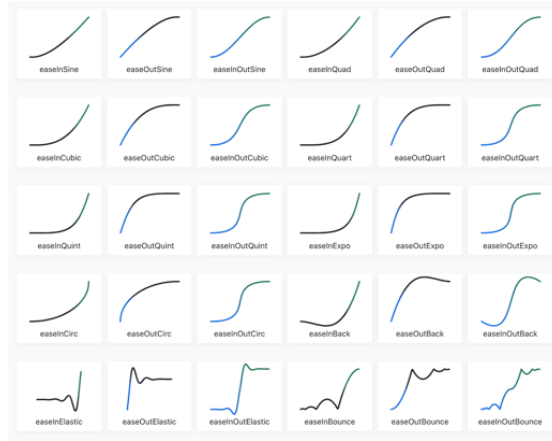 easeInSine easeOutSine easeInOutSine easeInQuad easeOutQuad easeInOutQuad
easeInCubic easeOutCubic easeInOutCubic easeInQuart easeOutQuart easeInOutQuart
easeInQuint easeOutQuint easeInOutQuint easeInExpo easeOutExpo easeInOutExpo
easeInCirc easeOutCirc easeInOutCirc easeInBack easeOutBack easeInOutBack
easeInElastic easeOutElastic easeInOutElastic easeInBounce easeOutBounce easeInOutBounce